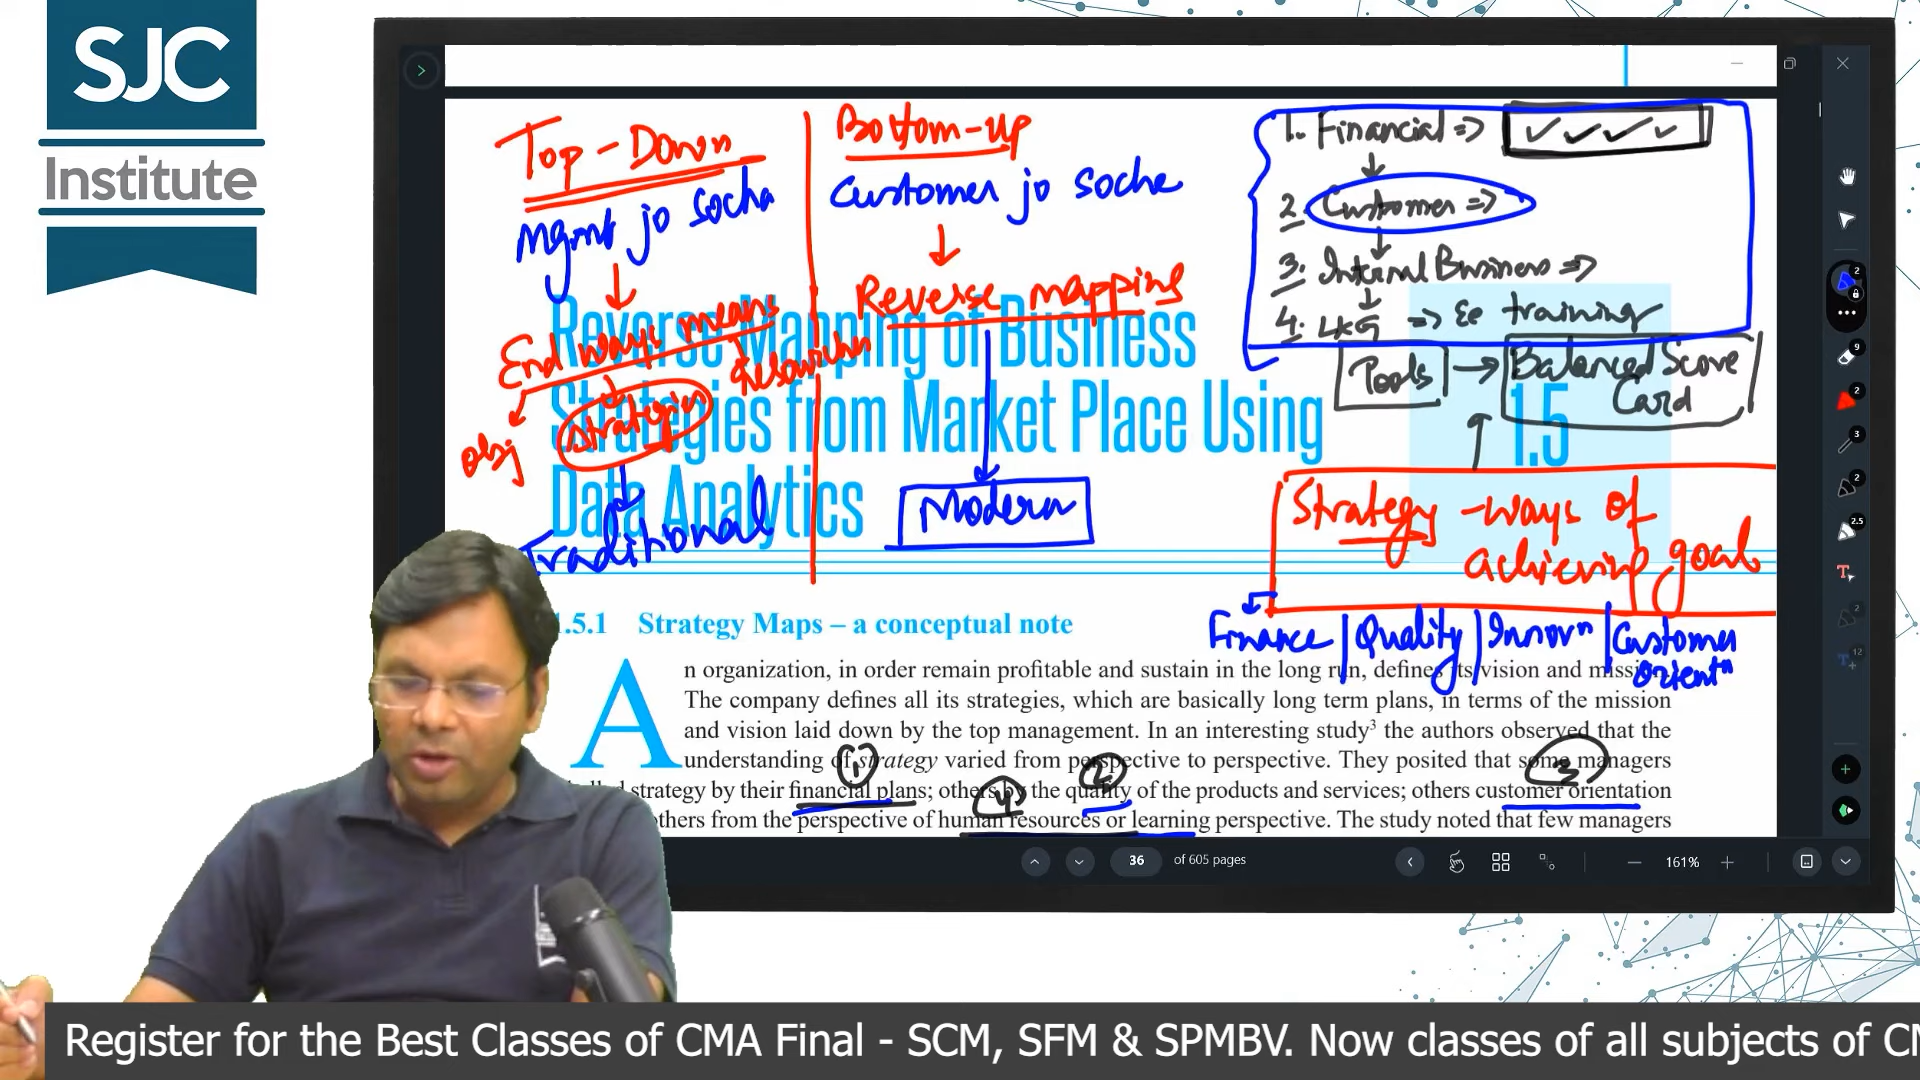 SJC
Institute
Top - Down
Mgmt jo socha
End ways means
obj
strategies
Resources
Traditional
Bottom-up
Customer jo soche
Reverse mapping
Modern
1. Financial =>
2. Customer =>
3. Internal Business =>
4. L&G => Ee training
Tools → Balanced Score
Card
Strategy - ways of
achieving goal
Finance | Quality | Innovn | Customer
Orientn
Reverse Mapping of Business
Strategies from Market Place Using
Data Analytics
1.5
1.5.1 Strategy Maps – a conceptual note
An organization, in order remain profitable and sustain in the long run, defines its vision and mission.
The company defines all its strategies, which are basically long term plans, in terms of the mission
and vision laid down by the top management. In an interesting study3 the authors observed that the
understanding of strategy varied from perspective to perspective. They posited that some managers
strategy by their financial plans; others by the quality of the products and services; others customer orientation
others from the perspective of human resources or learning perspective. The study noted that few managers
1
2
3
4
36 of 605 pages
161%
Register for the Best Classes of CMA Final - SCM, SFM & SPMBV. Now classes of all subjects of CM